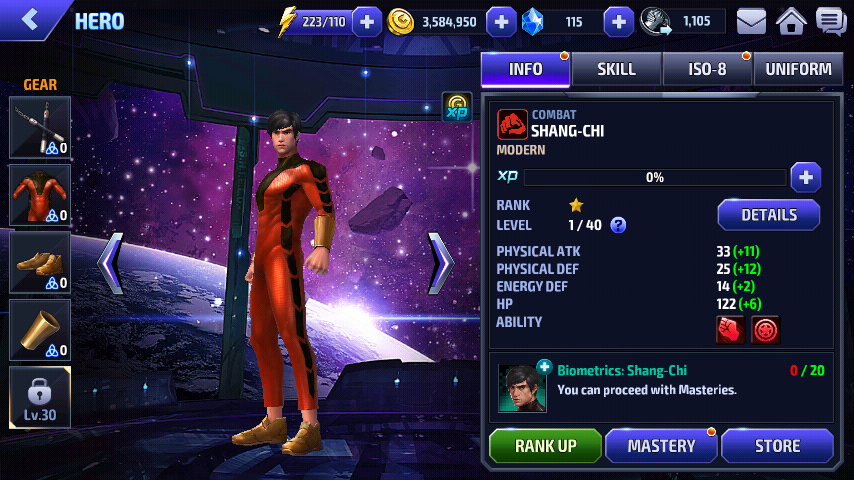 HERO
223/110
3,584,950
115
1,105
GEAR
0
0
0
0
Lv.30
XP
INFO
SKILL
ISO-8
UNIFORM
COMBAT
SHANG-CHI
MODERN
XP
0%
RANK
LEVEL 1 / 40 ?
DETAILS
PHYSICAL ATK 33 (+11)
PHYSICAL DEF 25 (+12)
ENERGY DEF 14 (+2)
HP 122 (+6)
ABILITY
Biometrics: Shang-Chi 0 / 20
You can proceed with Masteries.
RANK UP
MASTERY
STORE